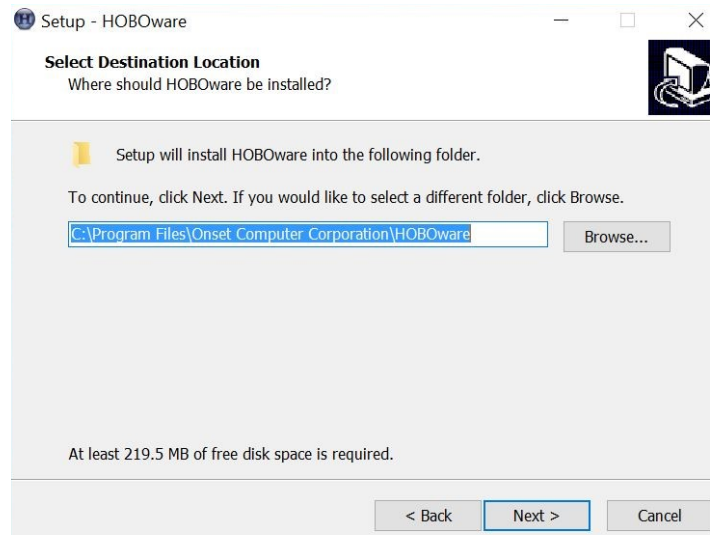 Setup - HOBOware
Select Destination Location
Where should HOBOware be installed?
Setup will install HOBOware into the following folder.
To continue, click Next. If you would like to select a different folder, click Browse.
C:\Program Files\Onset Computer Corporation\HOBOware
Browse...
At least 219.5 MB of free disk space is required.
< Back Next > Cancel